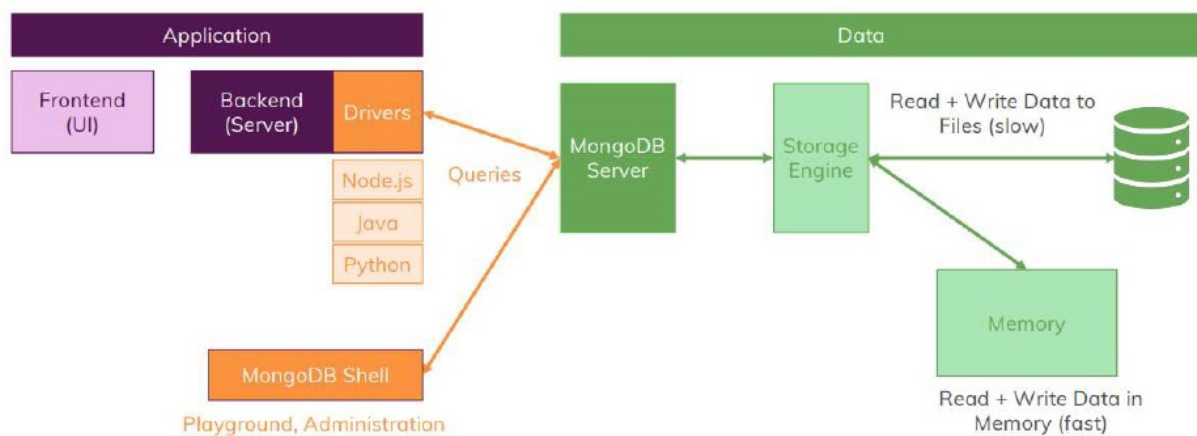 Application
Data
Frontend
(UI)
Backend
(Server)
Drivers
Node.js
Java
Python
Queries
MongoDB
Server
Storage
Engine
Read + Write Data to
Files (slow)
Memory
Read + Write Data in
Memory (fast)
MongoDB Shell
Playground, Administration